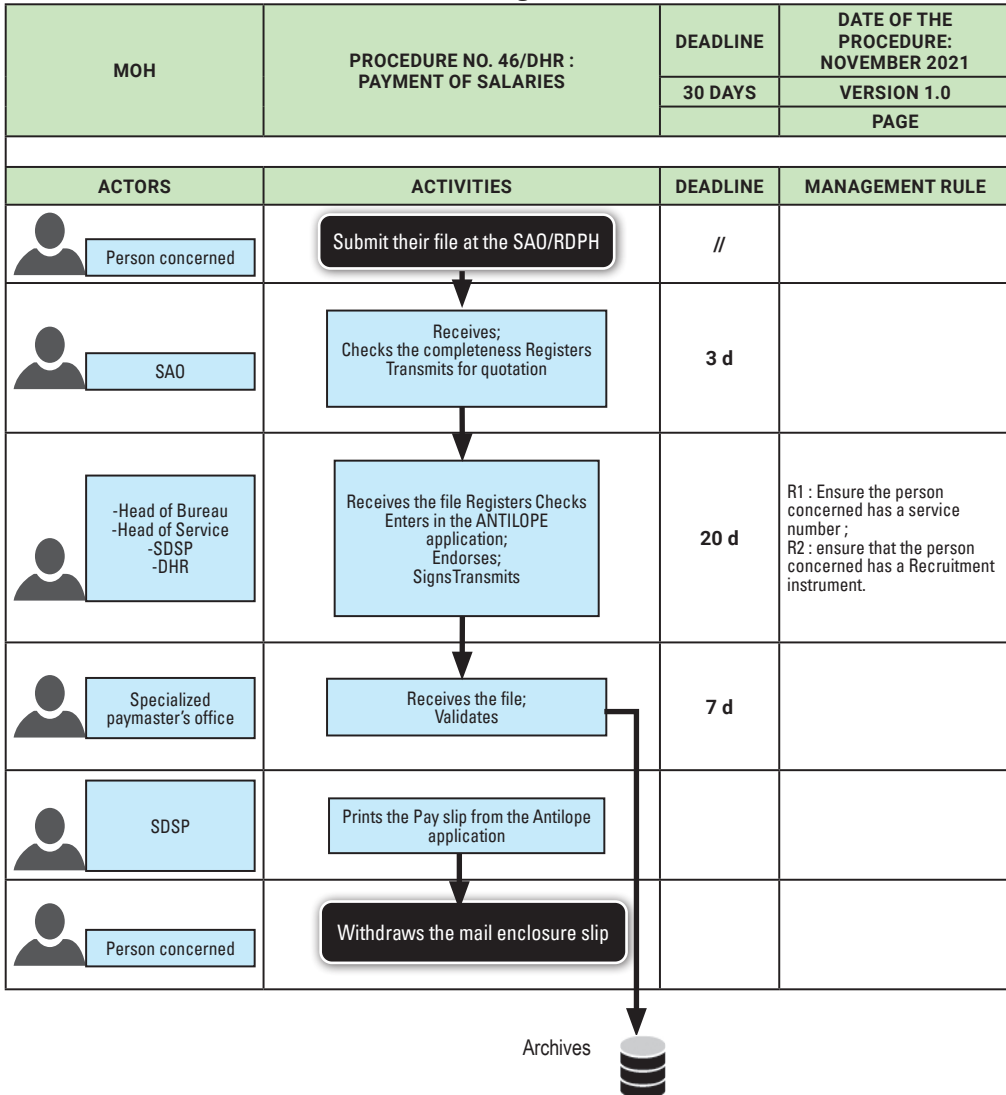 MOH
PROCEDURE NO. 46/DHR :
PAYMENT OF SALARIES
DEADLINE
DATE OF THE
PROCEDURE:
NOVEMBER 2021
30 DAYS
VERSION 1.0
PAGE
ACTORS
ACTIVITIES
DEADLINE
MANAGEMENT RULE
Person concerned
Submit their file at the SAO/RDPH
//
SAO
Receives;
Checks the completeness Registers
Transmits for quotation
3 d
-Head of Bureau
-Head of Service
-SDSP
-DHR
Receives the file Registers Checks
Enters in the ANTILOPE
application;
Endorses;
SignsTransmits
20 d
R1 : Ensure the person
concerned has a service
number ;
R2 : ensure that the person
concerned has a Recruitment
instrument.
Specialized
paymaster's office
Receives the file;
Validates
7 d
SDSP
Prints the Pay slip from the Antilope
application
Person concerned
Withdraws the mail enclosure slip
Archives